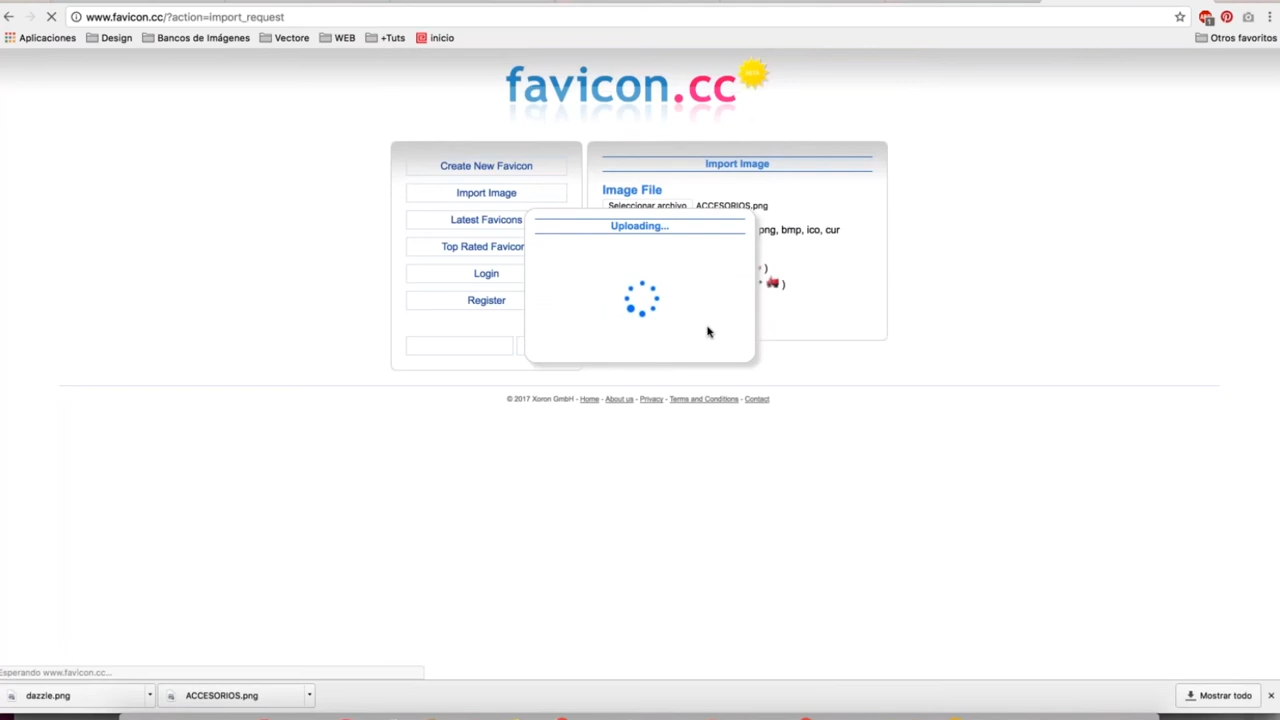 www.favicon.cc/?action=import_request
Aplicaciones Design Bancos de Imágenes Vectore WEB +Tuts inicio Otros favoritos
favicon.cc
Create New Favicon
Import Image
Latest Favicons
Top Rated Favicon
Login
Register
Import Image
Image File
Seleccionar archivo ACCESORIOS.png
png, bmp, ico, cur
)
)
Uploading...
© 2017 Xoron GmbH - Home - About us - Privacy - Terms and Conditions - Contact
Esperando www.favicon.cc...
dazzle.png ACCESORIOS.png Mostrar todo